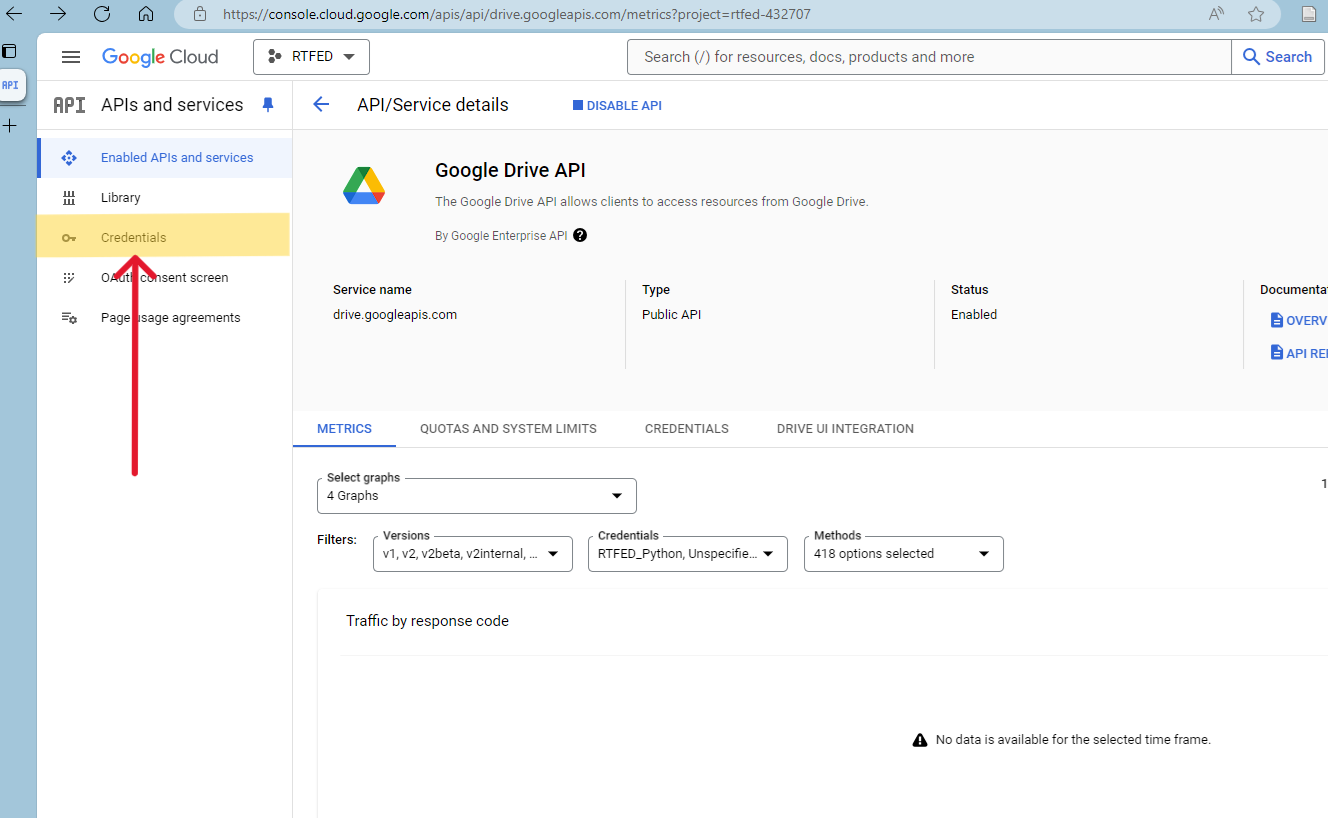 https://console.cloud.google.com/apis/api/drive.googleapis.com/metrics?project=rtfed-432707
A
Google Cloud
RTFED
Search (/) for resources, docs, products and more
Search
API
API APIs and services
API/Service details
DISABLE API
Enabled APIs and services
Library
Credentials
OAuth consent screen
Page usage agreements
Google Drive API
The Google Drive API allows clients to access resources from Google Drive.
By Google Enterprise API
Service name
drive.googleapis.com
Type
Public API
Status
Enabled
Documentat
OVERV
API REI
METRICS QUOTAS AND SYSTEM LIMITS CREDENTIALS DRIVE UI INTEGRATION
Select graphs
4 Graphs
1
Filters:
Versions
v1, v2, v2beta, v2internal, ...
Credentials
RTFED_Python, Unspecifie...
Methods
418 options selected
Traffic by response code
No data is available for the selected time frame.